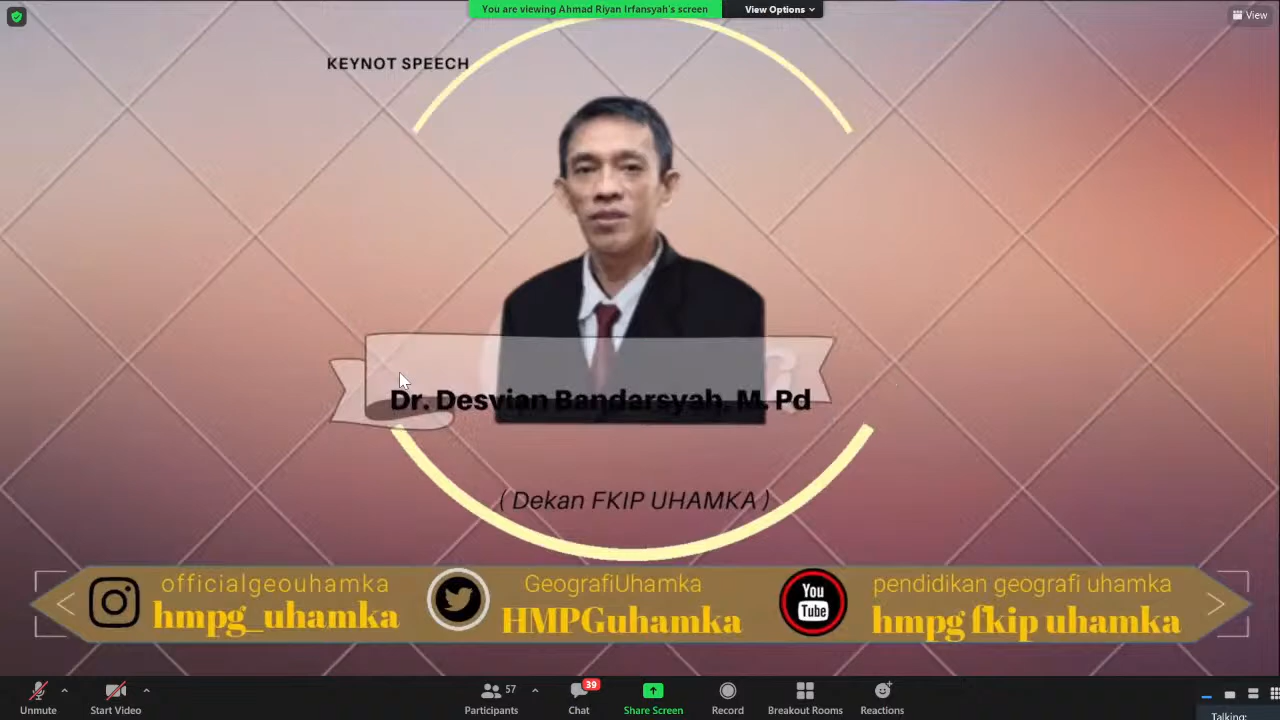 You are viewing Ahmad Riyan Irfansyah's screen
View Options
View
KEYNOT SPEECH
Dr. Desvian Bandarsyah, M. Pd
( Dekan FKIP UHAMKA )
officialgeouhamka
hmpg_uhamka
GeografiUhamka
HMPGuhamka
You
Tube
pendidikan geografi uhamka
hmpg fkip uhamka
Unmute
Start Video
57
Participants
39
Chat
Share Screen
Record
Breakout Rooms
Reactions
Talking: